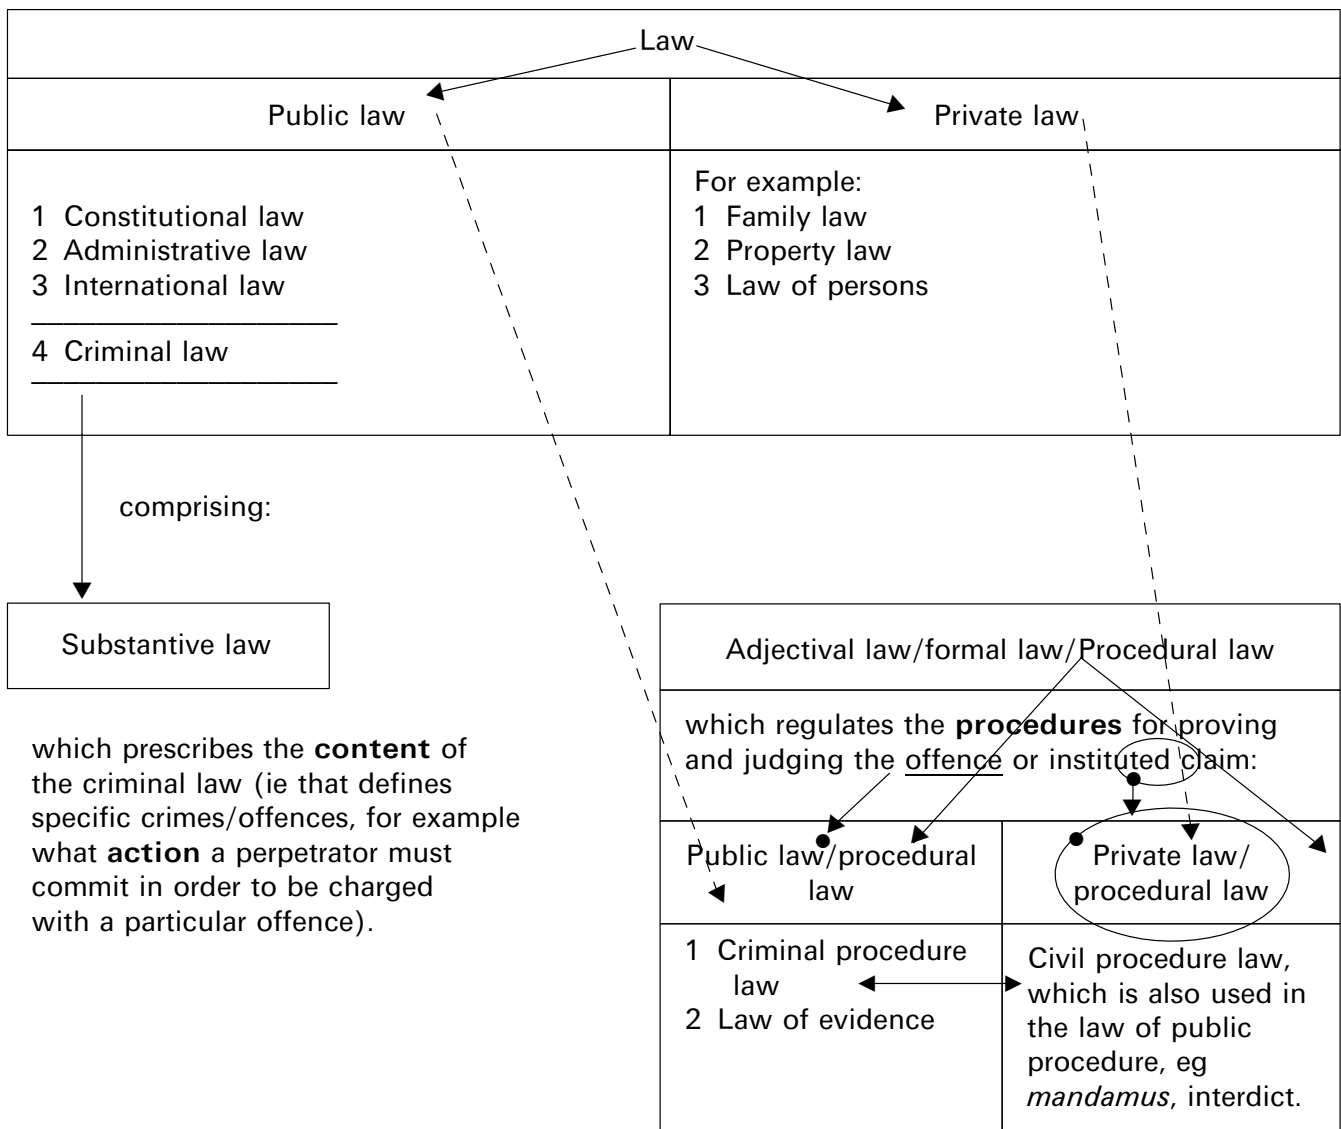 Law
Public law
Private law
1 Constitutional law
2 Administrative law
3 International law
4 Criminal law
For example:
1 Family law
2 Property law
3 Law of persons
comprising:
Substantive law
which prescribes the content of
the criminal law (ie that defines
specific crimes/offences, for example
what action a perpetrator must
commit in order to be charged
with a particular offence).
Adjectival law/formal law/Procedural law
which regulates the procedures for proving
and judging the offence or instituted claim:
Public law/procedural
law
Private law/
procedural law
1 Criminal procedure
law
2 Law of evidence
Civil procedure law,
which is also used in
the law of public
procedure, eg
mandamus, interdict.